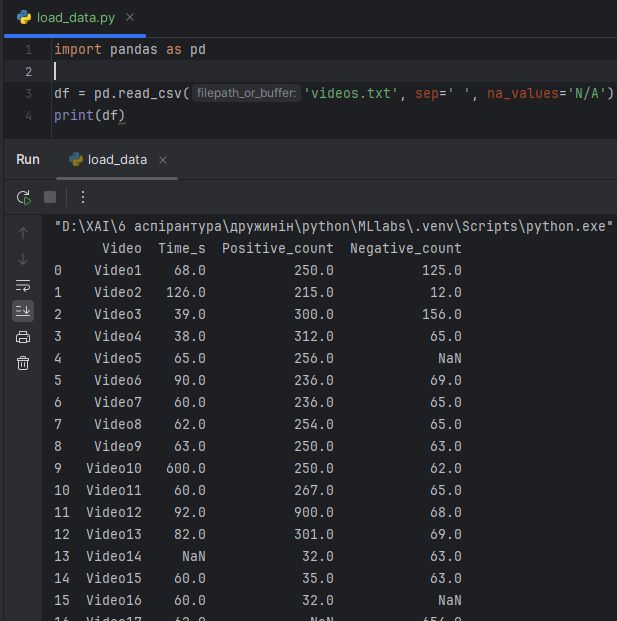 load_data.py ×
1 import pandas as pd
2
3 df = pd.read_csv( filepath_or_buffer: 'videos.txt', sep=' ', na_values='N/A')
4 print(df)
Run load_data ×
"D:\XAI\6 аспірантура\дружинін\python\MLlabs\.venv\Scripts\python.exe"
Video Time_s Positive_count Negative_count
0 Video1 68.0 250.0 125.0
1 Video2 126.0 215.0 12.0
2 Video3 39.0 300.0 156.0
3 Video4 38.0 312.0 65.0
4 Video5 65.0 256.0 NaN
5 Video6 90.0 236.0 69.0
6 Video7 60.0 236.0 65.0
7 Video8 62.0 254.0 65.0
8 Video9 63.0 250.0 63.0
9 Video10 600.0 250.0 62.0
10 Video11 60.0 267.0 65.0
11 Video12 92.0 900.0 68.0
12 Video13 82.0 301.0 69.0
13 Video14 NaN 32.0 63.0
14 Video15 60.0 35.0 63.0
15 Video16 60.0 32.0 NaN
16 Video17 62.0 NaN 654.0